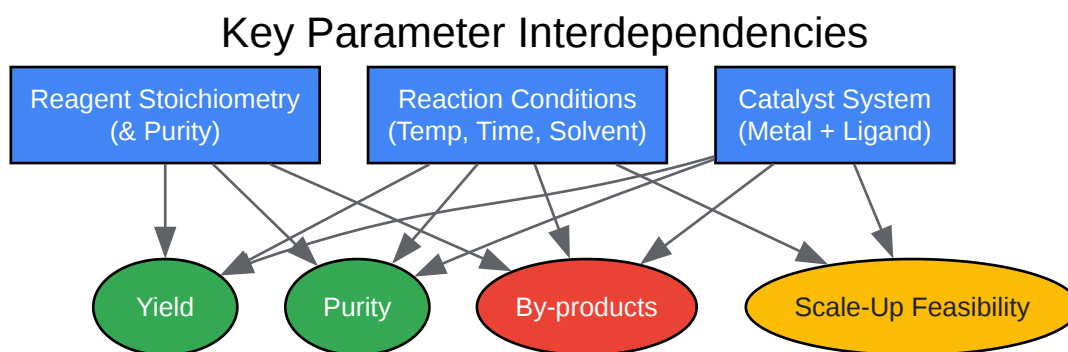 Key Parameter Interdependencies
Reagent Stoichiometry
(& Purity)
Reaction Conditions
(Temp, Time, Solvent)
Catalyst System
(Metal + Ligand)
Yield
Purity
By-products
Scale-Up Feasibility